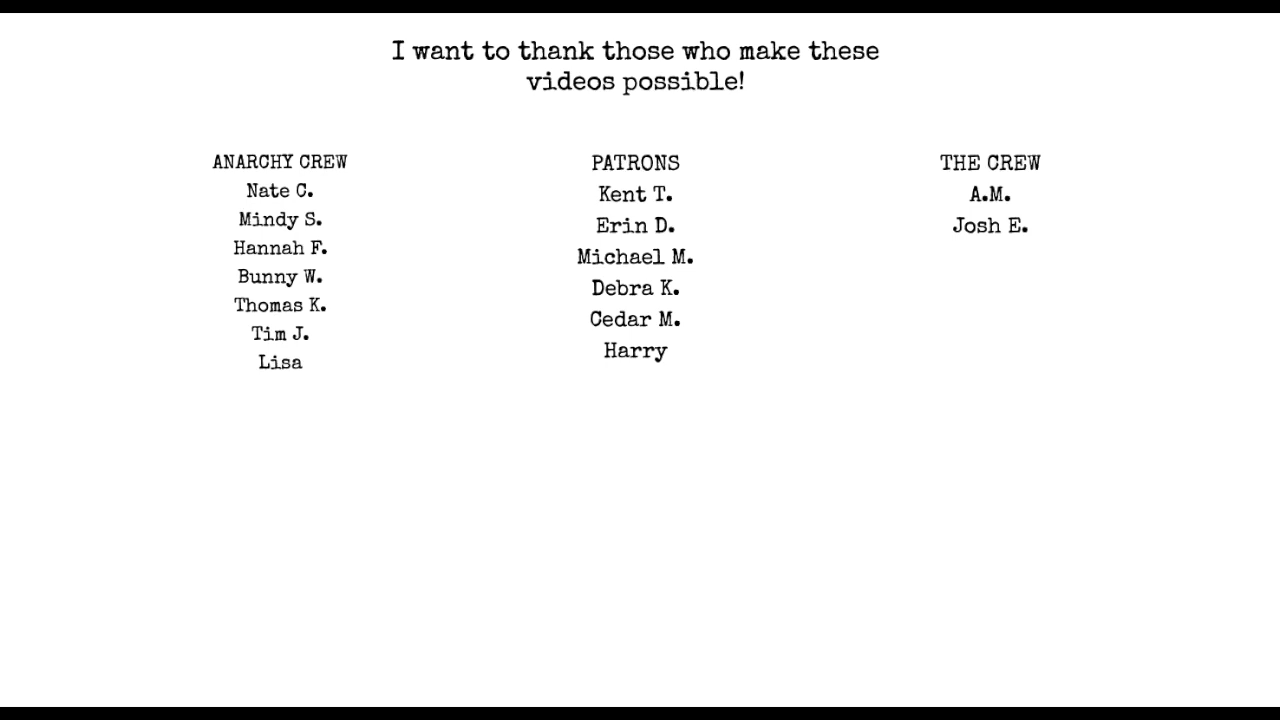 I want to thank those who make these
videos possible!
ANARCHY CREW
Nate C.
Mindy S.
Hannah F.
Bunny W.
Thomas K.
Tim J.
Lisa
PATRONS
Kent T.
Erin D.
Michael M.
Debra K.
Cedar M.
Harry
THE CREW
A.M.
Josh E.